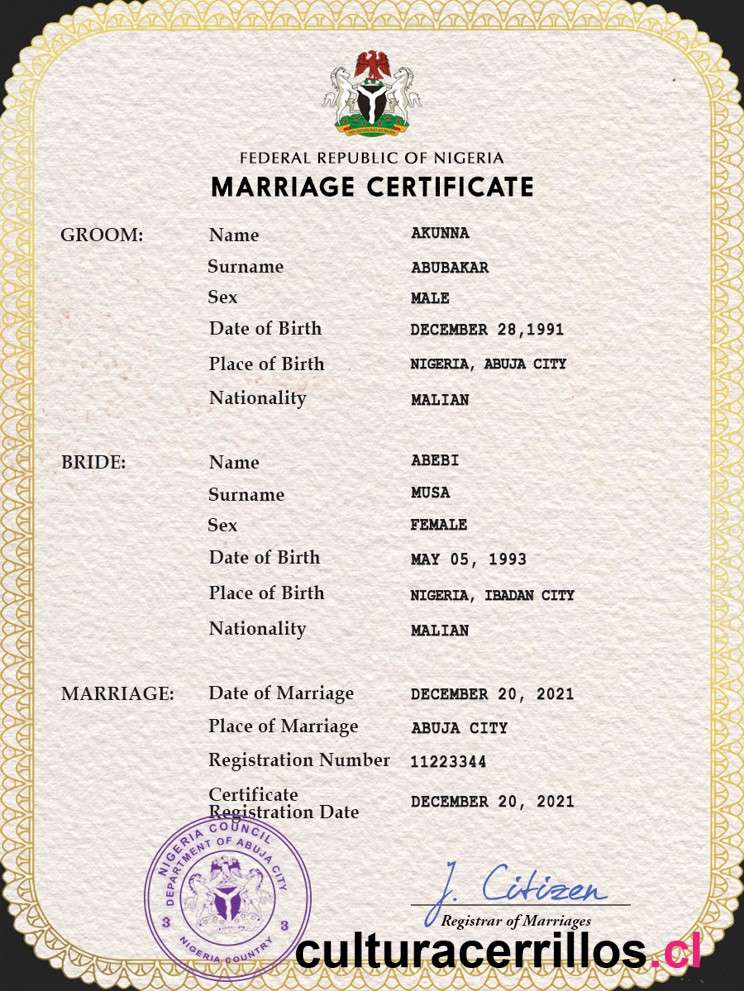 FEDERAL REPUBLIC OF NIGERIA
MARRIAGE CERTIFICATE
GROOM: Name AKUNNA
Surname ABUBAKAR
Sex MALE
Date of Birth DECEMBER 28,1991
Place of Birth NIGERIA, ABUJA CITY
Nationality MALIAN
BRIDE: Name ABEBI
Surname MUSA
Sex FEMALE
Date of Birth MAY 05, 1993
Place of Birth NIGERIA, IBADAN CITY
Nationality MALIAN
MARRIAGE: Date of Marriage DECEMBER 20, 2021
Place of Marriage ABUJA CITY
Registration Number 11223344
Certificate
Registration Date DECEMBER 20, 2021
NIGERIA COUNCIL
DEPARTMENT OF ABUJA CITY
3 3
NIGERIA COUNTRY
J. Citizen
Registrar of Marriages
culturacerrillos.cl